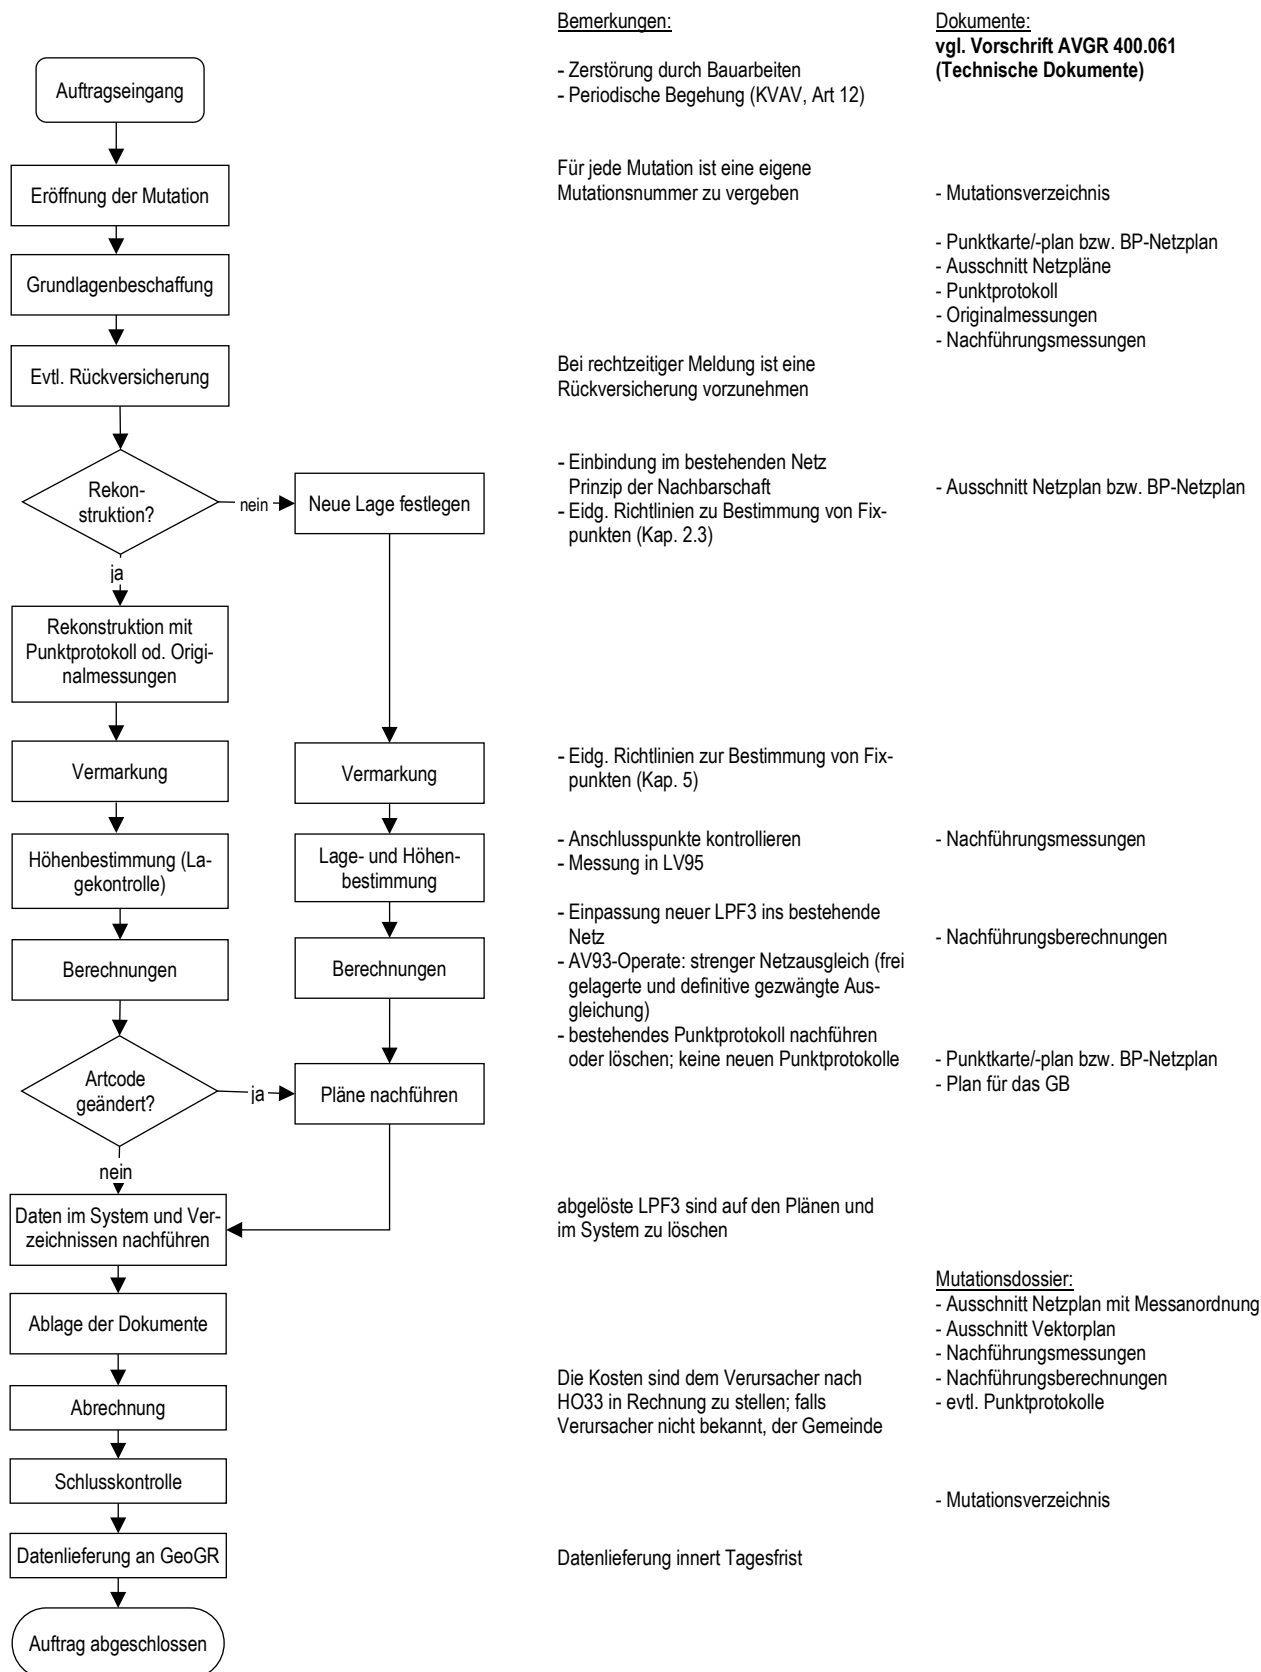 Bemerkungen:
Dokumente:
vgl. Vorschrift AVGR 400.061
(Technische Dokumente)
Auftragseingang
- Zerstörung durch Bauarbeiten
- Periodische Begehung (KVAV, Art 12)
Eröffnung der Mutation
Für jede Mutation ist eine eigene
Mutationsnummer zu vergeben
- Mutationsverzeichnis
Grundlagenbeschaffung
- Punktkarte/-plan bzw. BP-Netzplan
- Ausschnitt Netzpläne
- Punktprotokoll
- Originalmessungen
- Nachführungsmessungen
Evtl. Rückversicherung
Bei rechtzeitiger Meldung ist eine
Rückversicherung vorzunehmen
Rekon-
struktion?
nein
Neue Lage festlegen
- Einbindung im bestehenden Netz
Prinzip der Nachbarschaft
- Eidg. Richtlinien zu Bestimmung von Fix-
punkten (Kap. 2.3)
- Ausschnitt Netzplan bzw. BP-Netzplan
ja
Rekonstruktion mit
Punktprotokoll od. Origi-
nalmessungen
Vermarkung
Vermarkung
- Eidg. Richtlinien zur Bestimmung von Fix-
punkten (Kap. 5)
Höhenbestimmung (La-
gekontrolle)
Lage- und Höhen-
bestimmung
- Anschlusspunkte kontrollieren
- Messung in LV95
- Nachführungsmessungen
Berechnungen
Berechnungen
- Einpassung neuer LPF3 ins bestehende
Netz
- AV93-Operate: strenger Netzausgleich (frei
gelagerte und definitive gezwängte Aus-
gleichung)
- bestehendes Punktprotokoll nachführen
oder löschen; keine neuen Punktprotokolle
- Nachführungsberechnungen
Artcode
geändert?
ja
Pläne nachführen
- Punktkarte/-plan bzw. BP-Netzplan
- Plan für das GB
nein
Daten im System und Ver-
zeichnissen nachführen
abgelöste LPF3 sind auf den Plänen und
im System zu löschen
Ablage der Dokumente
Mutationsdossier:
- Ausschnitt Netzplan mit Messanordnung
- Ausschnitt Vektorplan
- Nachführungsmessungen
- Nachführungsberechnungen
- evtl. Punktprotokolle
Abrechnung
Die Kosten sind dem Verursacher nach
HO33 in Rechnung zu stellen; falls
Verursacher nicht bekannt, der Gemeinde
Schlusskontrolle
- Mutationsverzeichnis
Datenlieferung an GeoGR
Datenlieferung innert Tagesfrist
Auftrag abgeschlossen